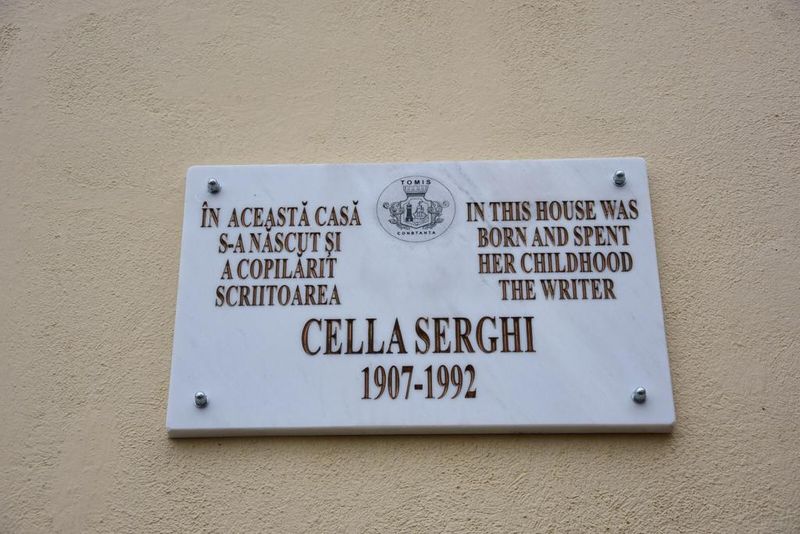 TOMIS
CONSTANTA
ÎN ACEASTĂ CASĂ
S-A NĂSCUT ŞI
A COPILĂRIT
SCRIITOAREA
IN THIS HOUSE WAS
BORN AND SPENT
HER CHILDHOOD
THE WRITER
CELLA SERGHI
1907-1992